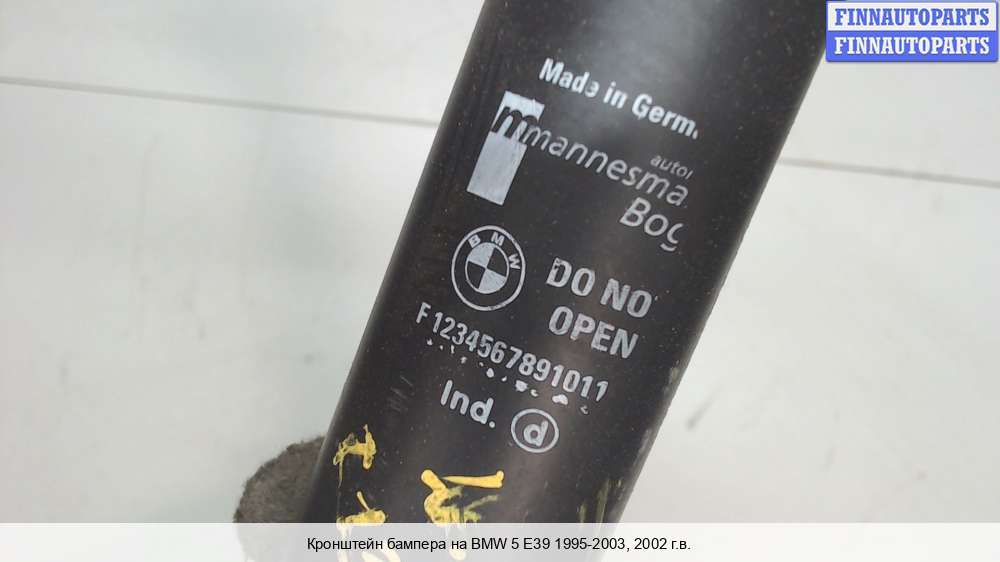 FINNAUTOPARTS
FINNAUTOPARTS
Made in Germ
mannesma
Bog
BMW
DO NO
OPEN
F 1234567891011
Ind. d
Кронштейн бампера на BMW 5 E39 1995-2003, 2002 г.в.